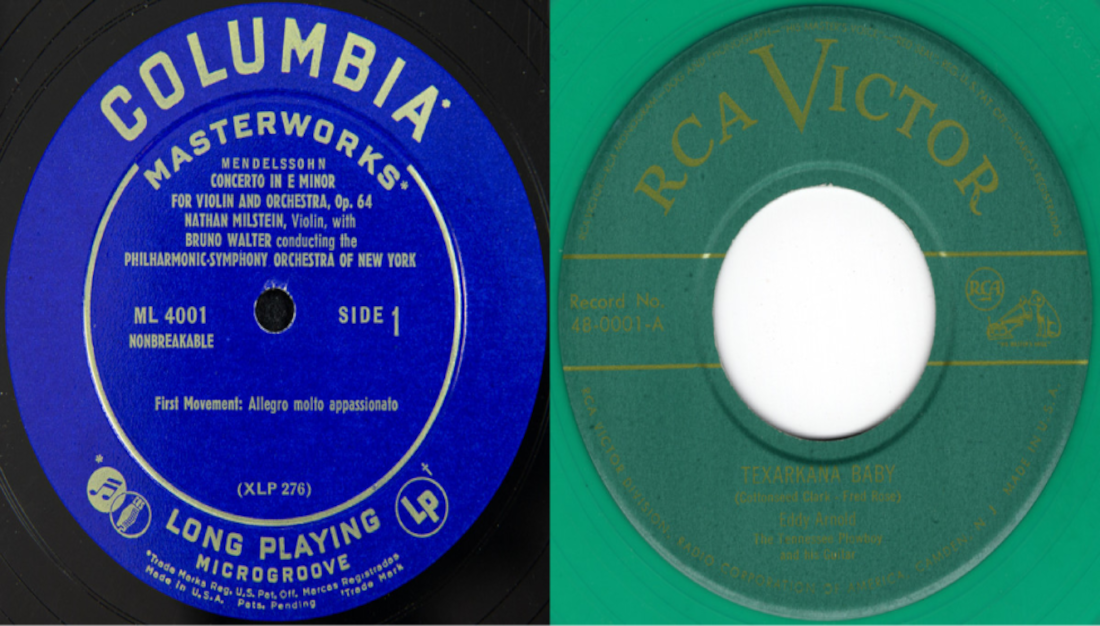 COLUMBIA
MASTERWORKS*
MENDELSSOHN
CONCERTO IN E MINOR
FOR VIOLIN AND ORCHESTRA, Op. 64
NATHAN MILSTEIN, Violin, with
BRUNO WALTER conducting the
PHILHARMONIC-SYMPHONY ORCHESTRA OF NEW YORK
ML 4001
SIDE 1
NONBREAKABLE
First Movement: Allegro molto appassionato
(XLP 276)
LP
LONG PLAYING
MICROGROOVE
*Trade Marks Reg. U.S. Pat. Off. Marcas Registradas
Made in U.S.A. Pats. Pending †Trade Mark
RCA VICTOR
Record No.
48-0001-A
RCA
TEXARKANA BABY
(Cottonseed Clark - Fred Rose)
Eddy Arnold
The Tennessee Plowboy
and his Guitar
RCA VICTOR DIVISION, RADIO CORPORATION OF AMERICA, CAMDEN, N. J. MADE IN U.S.A.